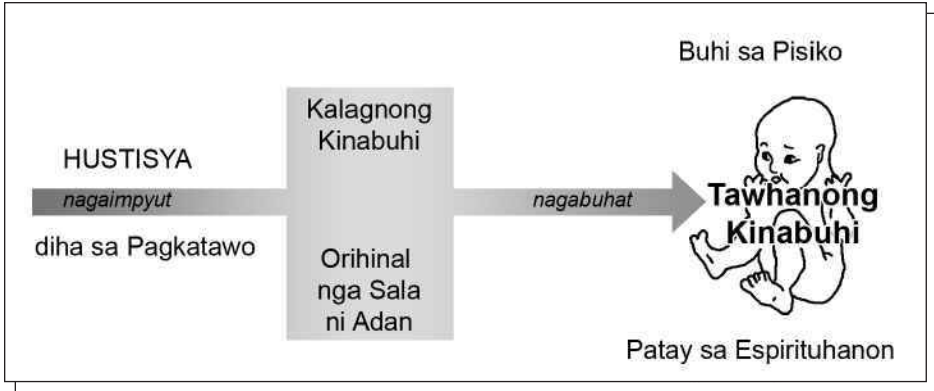 Buhi sa Pisiko
Kalagnong
Kinabuhi
HUSTISYA
nagaimpyut
nagabuhat
Tawhanong
Kinabuhi
diha sa Pagkatawo
Orihinal
nga Sala
ni Adan
Patay sa Espirituhanon